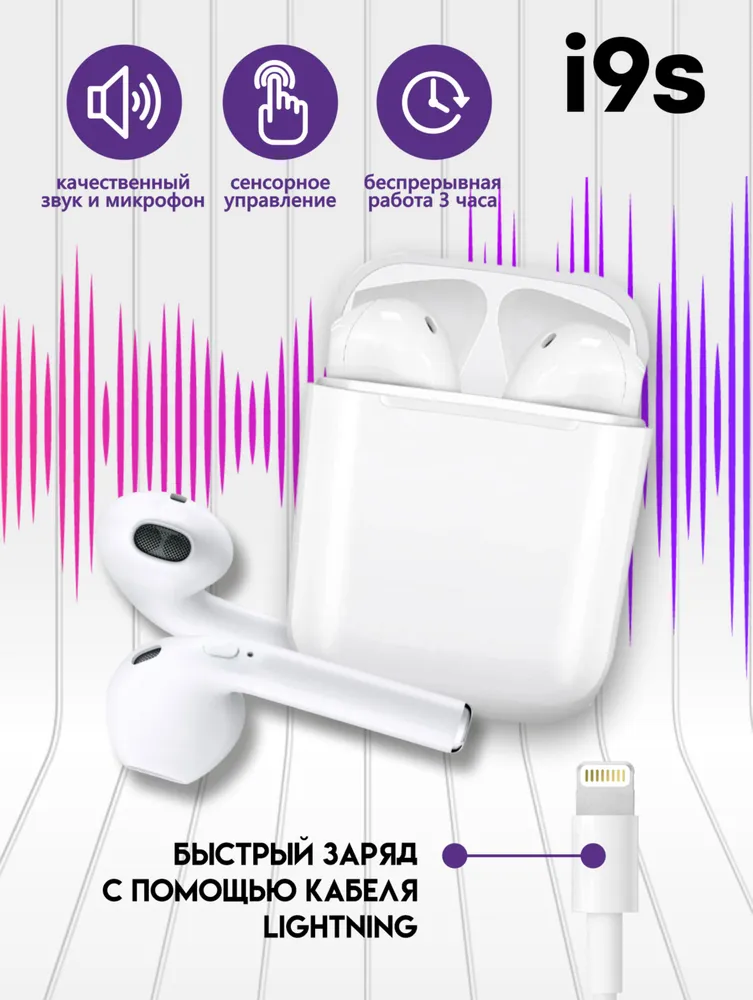 i9s
качественный
звук и микрофон
сенсорное
управление
беспрерывная
работа 3 часа
БЫСТРЫЙ ЗАРЯД
С ПОМОЩЬЮ КАБЕЛЯ
LIGHTNING